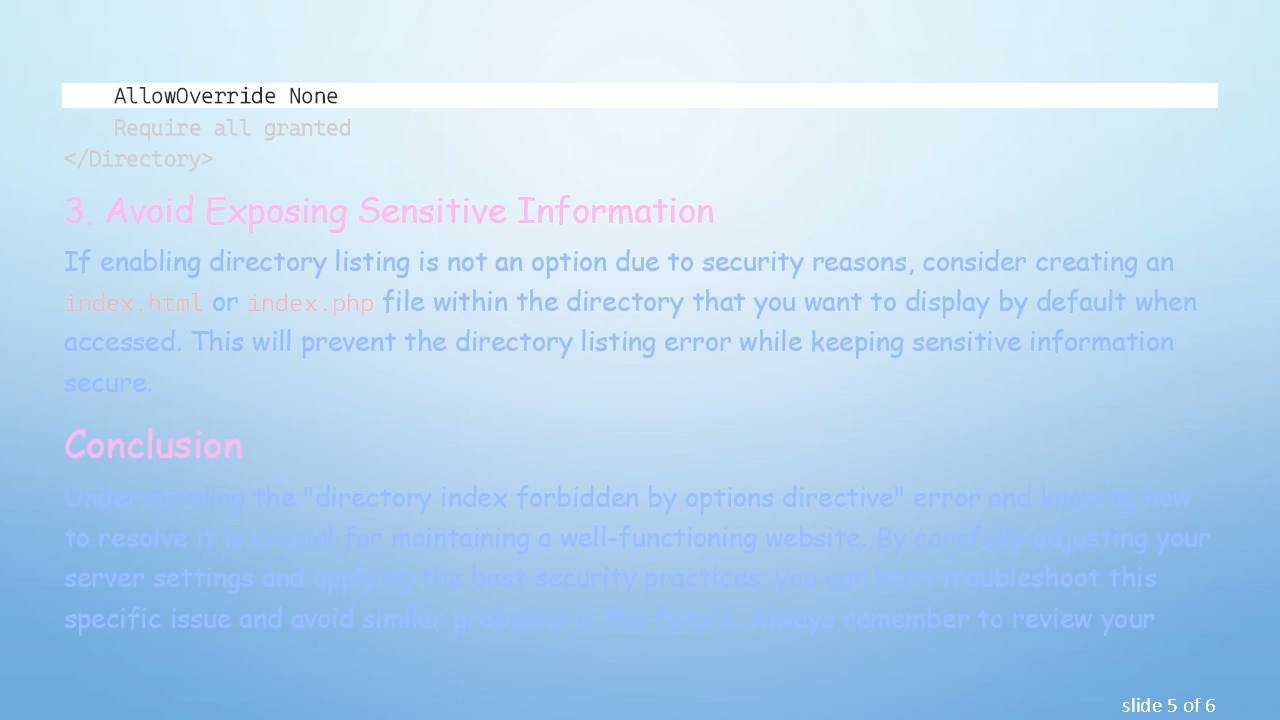 AllowOverride None
Require all granted
</Directory>
3. Avoid Exposing Sensitive Information
If enabling directory listing is not an option due to security reasons, consider creating an
index.html or index.php file within the directory that you want to display by default when
accessed. This will prevent the directory listing error while keeping sensitive information
secure.
Conclusion
Understanding the "directory index forbidden by options directive" error and knowing how
to resolve it is crucial for maintaining a well-functioning website. By carefully adjusting your
server settings and applying the best security practices, you can both troubleshoot this
specific issue and avoid similar problems in the future. Always remember to review your
slide 5 of 6